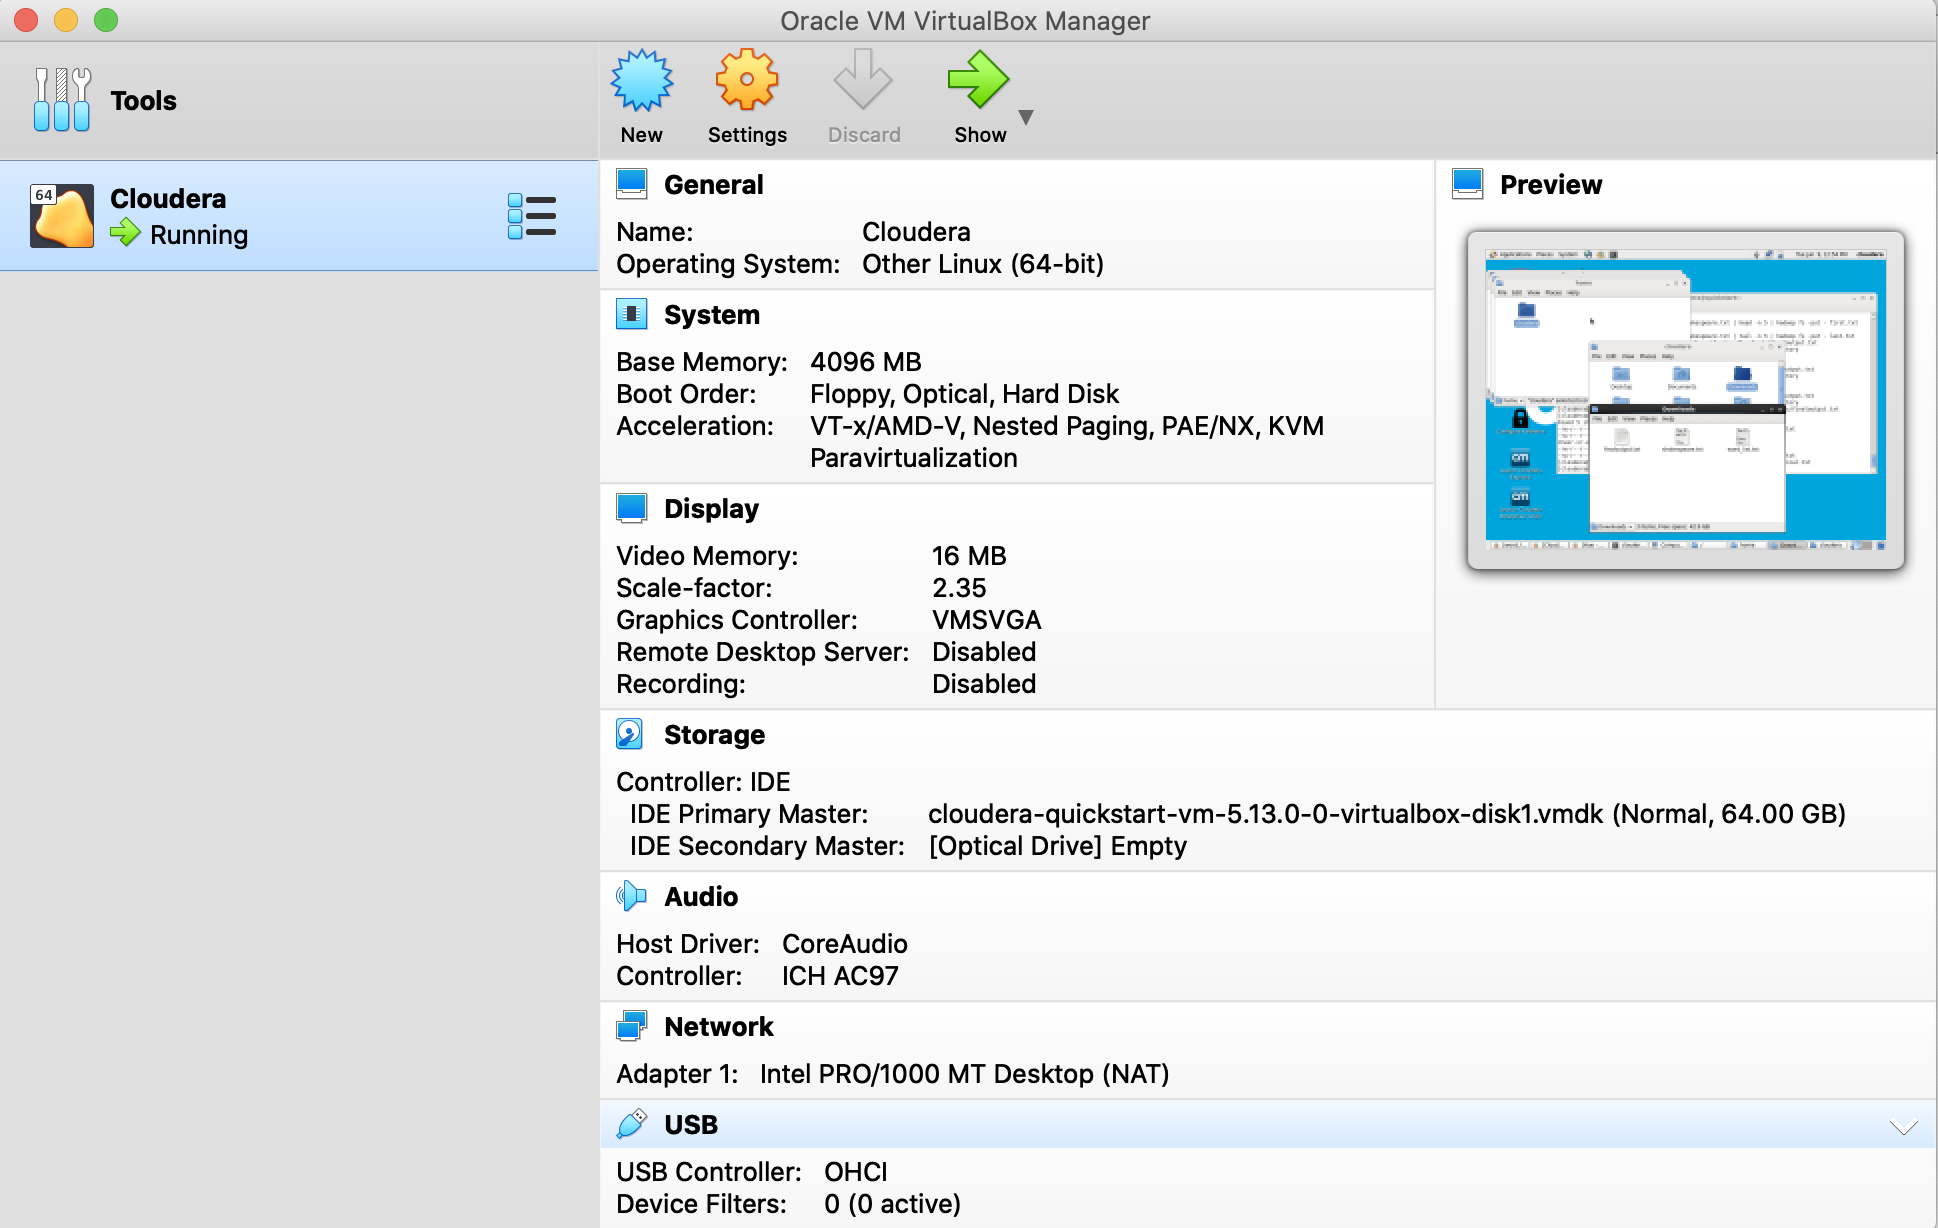 Oracle VM VirtualBox Manager
Tools
New
Settings
Discard
Show
64
Cloudera
Running
General
Name: Cloudera
Operating System: Other Linux (64-bit)
System
Base Memory: 4096 MB
Boot Order: Floppy, Optical, Hard Disk
Acceleration: VT-x/AMD-V, Nested Paging, PAE/NX, KVM
Paravirtualization
Display
Video Memory: 16 MB
Scale-factor: 2.35
Graphics Controller: VMSVGA
Remote Desktop Server: Disabled
Recording: Disabled
Preview
Storage
Controller: IDE
IDE Primary Master: cloudera-quickstart-vm-5.13.0-0-virtualbox-disk1.vmdk (Normal, 64.00 GB)
IDE Secondary Master: [Optical Drive] Empty
Audio
Host Driver: CoreAudio
Controller: ICH AC97
Network
Adapter 1: Intel PRO/1000 MT Desktop (NAT)
USB
USB Controller: OHCI
Device Filters: 0 (0 active)